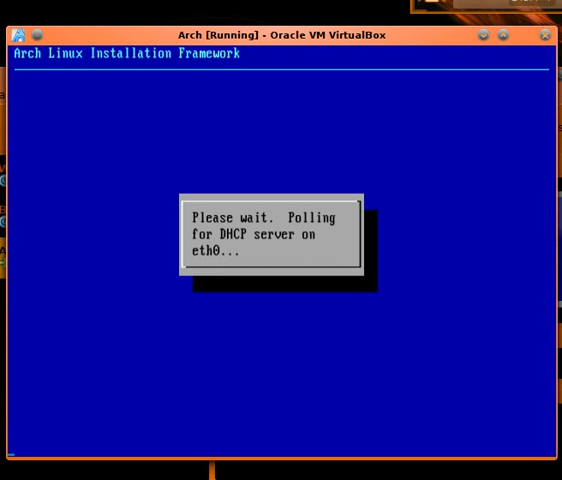 Arch [Running] - Oracle VM VirtualBox
Arch Linux Installation Framework
Please wait.  Polling
for DHCP server on
eth0...